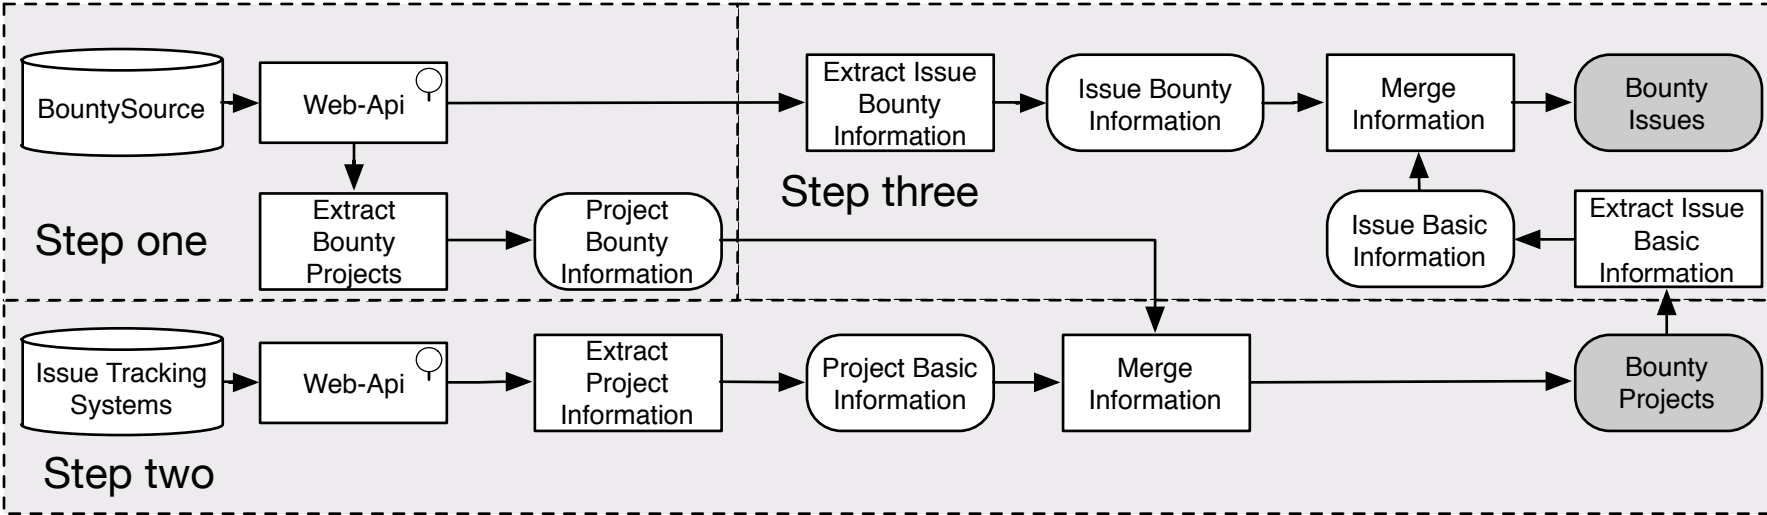 BountySource
Web-Api
Extract Issue
Bounty
Information
Issue Bounty
Information
Merge
Information
Bounty
Issues
Step one
Extract
Bounty
Projects
Project
Bounty
Information
Step three
Issue Basic
Information
Extract Issue
Basic
Information
Issue Tracking
Systems
Web-Api
Extract
Project
Information
Project Basic
Information
Merge
Information
Bounty
Projects
Step two